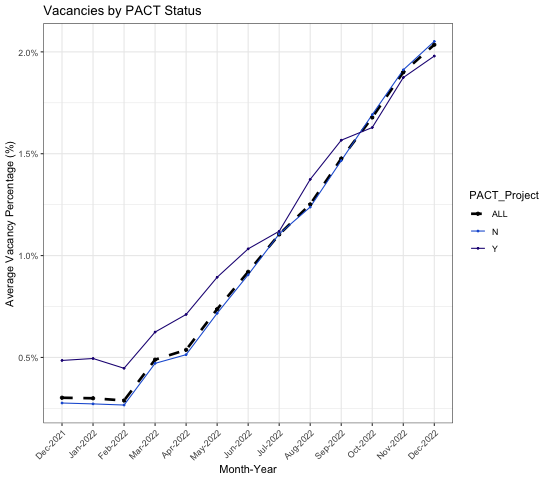 Vacancies by PACT Status
Average Vacancy Percentage (%)
2.0%
1.5%
1.0%
0.5%
Dec-2021
Jan-2022
Feb-2022
Mar-2022
Apr-2022
May-2022
Jun-2022
Jul-2022
Aug-2022
Sep-2022
Oct-2022
Nov-2022
Dec-2022
Month-Year
PACT_Project
ALL
N
Y